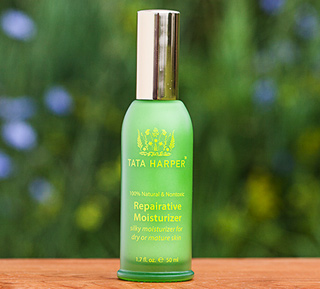 TATA HARPER
100% Natural & Nontoxic
Repairative
Moisturizer
silky moisturizer for
dry or mature skin
1.7 fl. oz. ℮ 50 ml